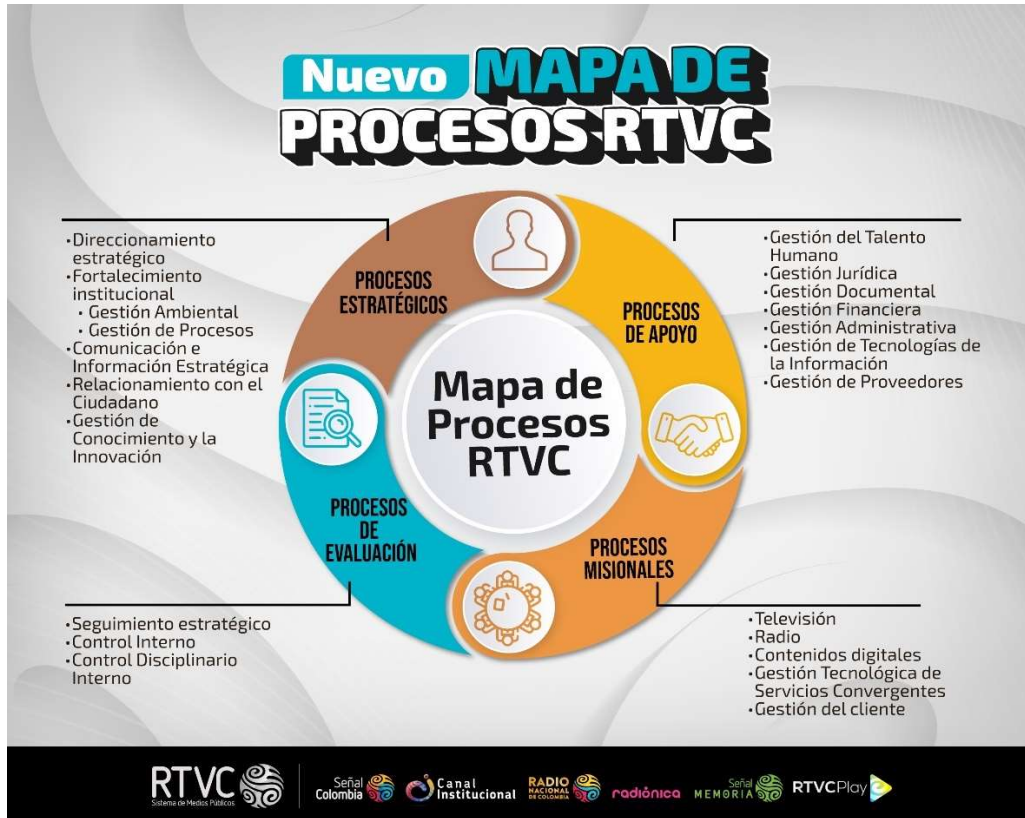 Nuevo MAPA DE
PROCESOS RTVC
•Direccionamiento
estratégico
•Fortalecimiento
institucional
• Gestión Ambiental
• Gestión de Procesos
•Comunicación e
Información Estratégica
•Relacionamiento con el
Ciudadano
•Gestión de
Conocimiento y la
Innovación
PROCESOS
ESTRATÉGICOS
PROCESOS
DE APOYO
•Gestión del Talento
Humano
•Gestión Jurídica
•Gestión Documental
•Gestión Financiera
•Gestión Administrativa
•Gestión de Tecnologías de
la Información
•Gestión de Proveedores
Mapa de
Procesos
RTVC
PROCESOS
DE
EVALUACIÓN
PROCESOS
MISIONALES
•Seguimiento estratégico
•Control Interno
•Control Disciplinario
Interno
•Televisión
•Radio
•Contenidos digitales
•Gestión Tecnológica de
Servicios Convergentes
•Gestión del cliente
RTVC
Sistema de Medios Públicos
Señal
Colombia
Canal
Institucional
RADIO
NACIONAL
DE COLOMBIA
radiónica
Señal
MEMORIA
RTVCPlay